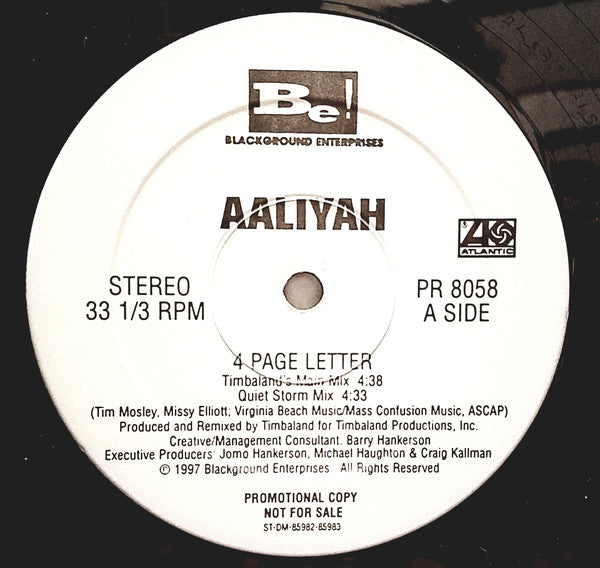 Be!
BLACKGROUND ENTERPRISES
AALIYAH
ATLANTIC
STEREO
33 1/3 RPM
PR 8058
A SIDE
4 PAGE LETTER
Timbaland's Main Mix 4:38
Quiet Storm Mix 4:33
(Tim Mosley, Missy Elliott; Virginia Beach Music/Mass Confusion Music, ASCAP)
Produced and Remixed by Timbaland for Timbaland Productions, Inc.
Creative/Management Consultant. Barry Hankerson
Executive Producers: Jomo Hankerson, Michael Haughton & Craig Kallman
© 1997 Blackground Enterprises. All Rights Reserved
PROMOTIONAL COPY
NOT FOR SALE
ST-DM-85982-85983